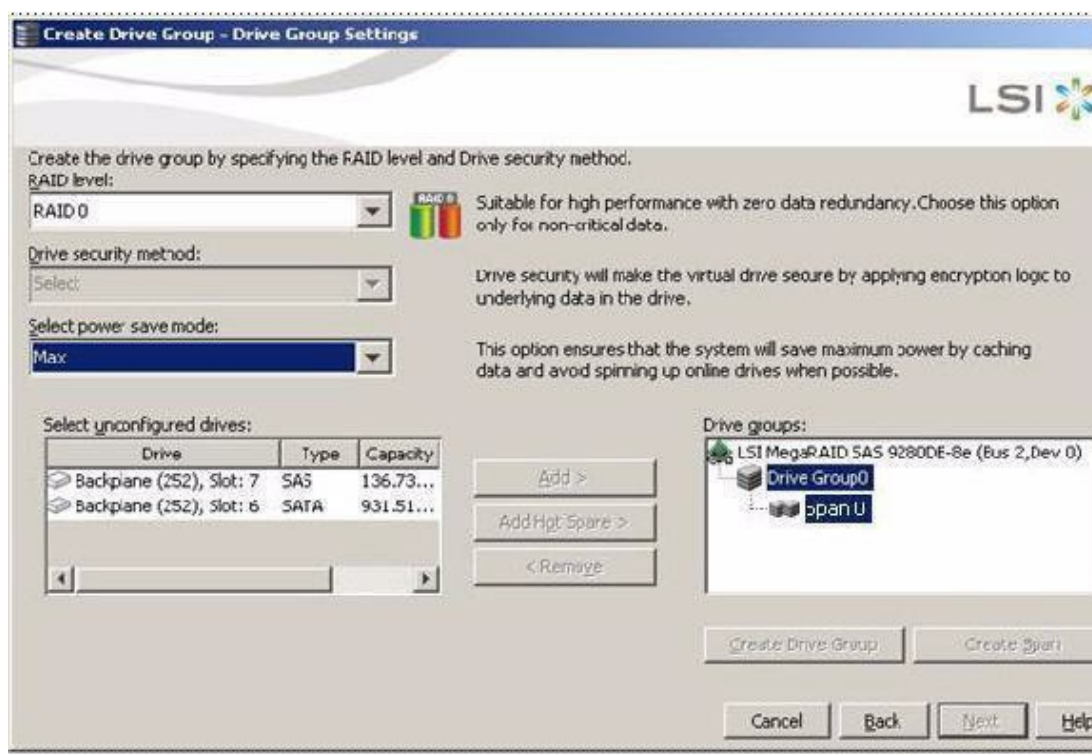 Create Drive Group - Drive Group Settings
LSI
Create the drive group by specifying the RAID level and Drive security method.
RAID level:
RAID 0
RAID 0
Suitable for high performance with zero data redundancy.Choose this option
only for non-critical data.
Drive security method:
Select
Drive security will make the virtual drive secure by applying encryption logic to
underlying data in the drive.
Select power save mode:
Max
This option ensures that the system will save maximum power by caching
data and avoid spinning up online drives when possible.
Select unconfigured drives:
Drive Type Capacity
Backplane (252), Slot: 7 SAS 136.73...
Backplane (252), Slot: 6 SATA 931.51...
Add >
Add Hot Spare >
< Remove
Drive groups:
LSI MegaRAID SAS 9280DE-8e (Bus 2,Dev 0)
Drive Group0
Span 0
Create Drive Group
Create Span
Cancel
Back
Next
Help